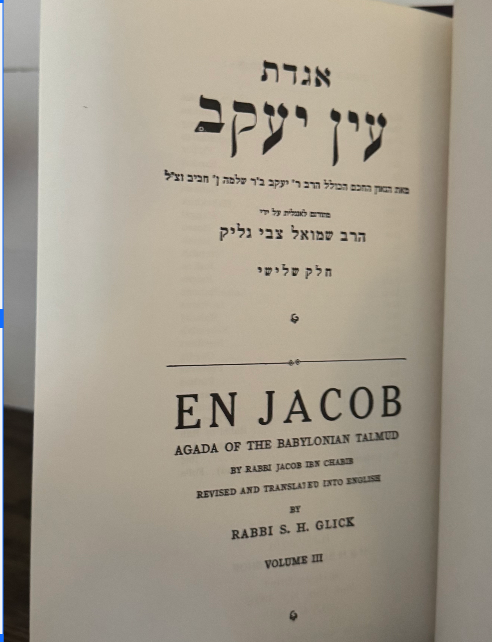 אגדת
עין יעקב
מאת הגאון החכם הכולל הרב ר' יעקב ב"ר שלמה ן' חביב וצ"ל
מתורגם לאנגלית על ידי
הרב שמואל צבי גליק
חלק שלישי
EN JACOB
AGADA OF THE BABYLONIAN TALMUD
BY RABBI JACOB IBN CHABIB
REVISED AND TRANSLATED INTO ENGLISH
BY
RABBI S. H. GLICK
VOLUME III